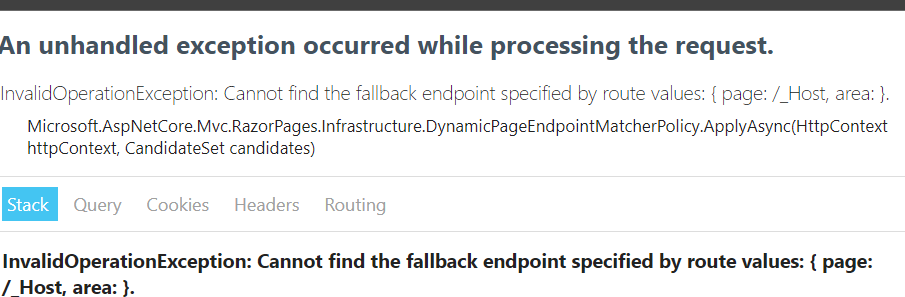 An unhandled exception occurred while processing the request.
InvalidOperationException: Cannot find the fallback endpoint specified by route values: { page: /_Host, area: }.
Microsoft.AspNetCore.Mvc.RazorPages.Infrastructure.DynamicPageEndpointMatcherPolicy.ApplyAsync(HttpContext
httpContext, CandidateSet candidates)
Stack Query Cookies Headers Routing
InvalidOperationException: Cannot find the fallback endpoint specified by route values: { page:
/_Host, area: }.